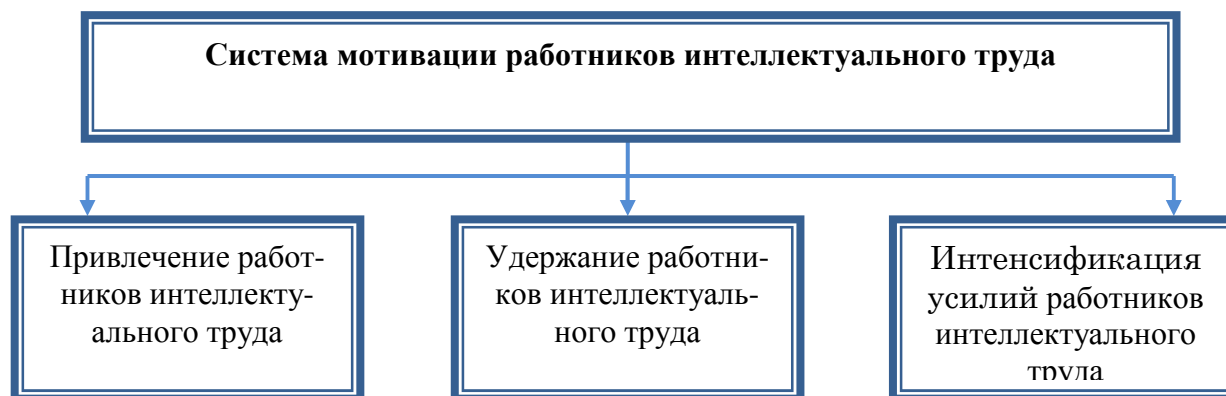 Система мотивации работников интеллектуального труда
Привлечение работ-
ников интеллекту-
ального труда
Удержание работни-
ков интеллектуаль-
ного труда
Интенсификация
усилий работников
интеллектуального
труда